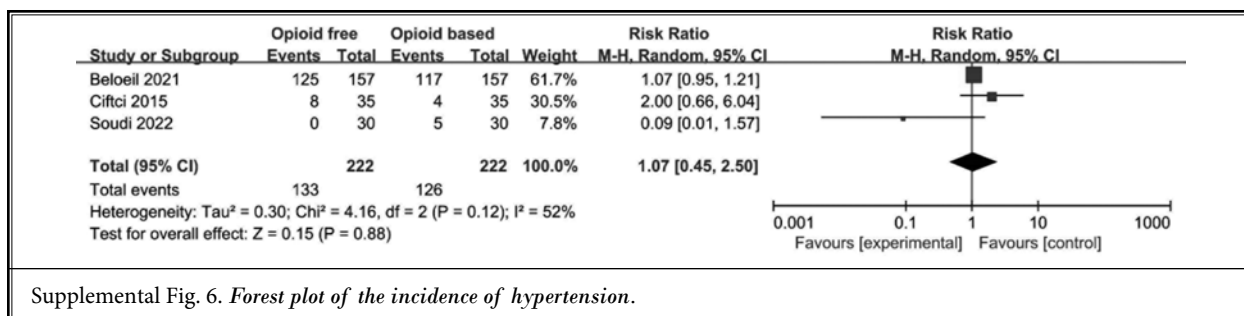 Opioid free Opioid based Risk Ratio Risk Ratio
Study or Subgroup Events Total Events Total Weight M-H, Random, 95% CI M-H, Random, 95% CI
Beloeil 2021 125 157 117 157 61.7% 1.07 [0.95, 1.21]
Ciftci 2015 8 35 4 35 30.5% 2.00 [0.66, 6.04]
Soudi 2022 0 30 5 30 7.8% 0.09 [0.01, 1.57]
Total (95% CI) 222 222 100.0% 1.07 [0.45, 2.50]
Total events 133 126
Heterogeneity: Tau² = 0.30; Chi² = 4.16, df = 2 (P = 0.12); I² = 52%
Test for overall effect: Z = 0.15 (P = 0.88)
0.001 0.1 1 10 1000
Favours [experimental] Favours [control]
Supplemental Fig. 6. Forest plot of the incidence of hypertension.